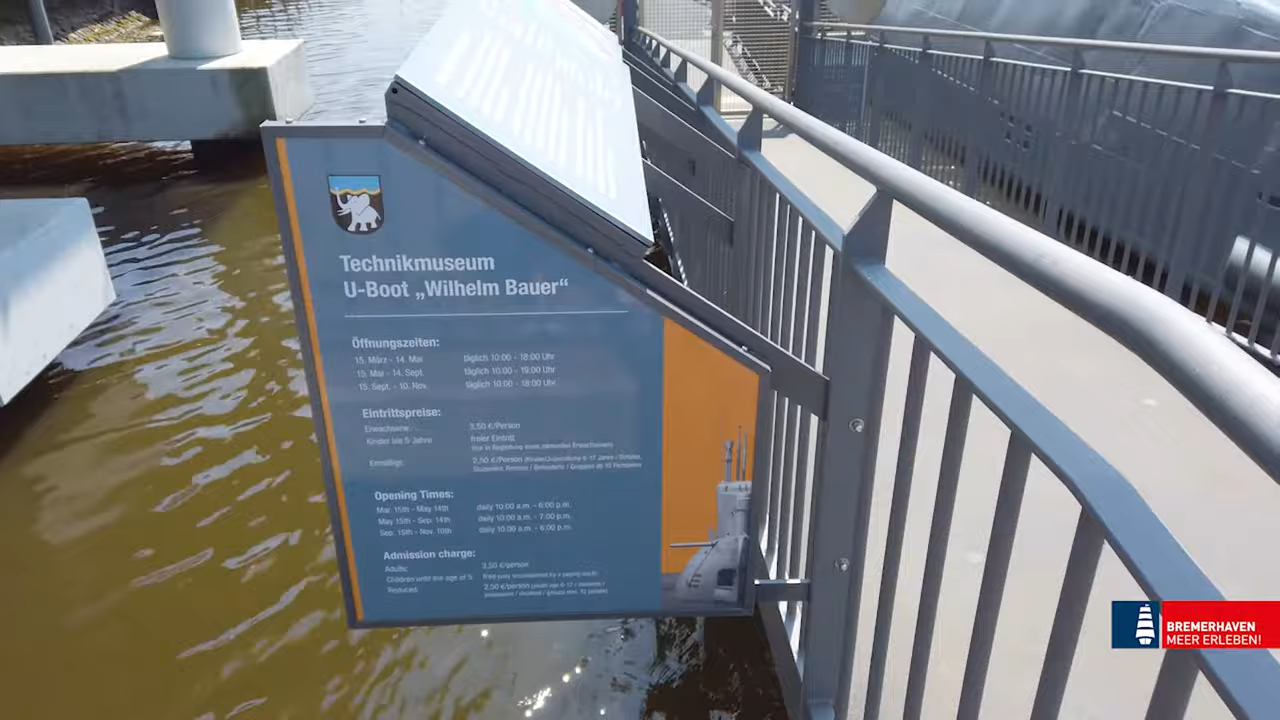 Technikmuseum
U-Boot „Wilhelm Bauer“
Öffnungszeiten:
15. März - 14. Mai täglich 10:00 - 18:00 Uhr
15. Mai - 14. Sept. täglich 10:00 - 19:00 Uhr
15. Sept. - 10. Nov. täglich 10:00 - 18:00 Uhr
Eintrittspreise:
Erwachsene: 3,50 €/Person
Kinder bis 5 Jahre freier Eintritt
Ermäßigt: 2,50 €/Person
Opening Times:
Mar. 15th - May 14th daily 10:00 a.m. - 6:00 p.m.
May 15th - Sep. 14th daily 10:00 a.m. - 7:00 p.m.
Sep. 15th - Nov. 10th daily 10:00 a.m. - 6:00 p.m.
Admission charge:
Adults: 3,50 €/person
Children until the age of 5:
Reduced: 2,50 €/person
BREMERHAVEN
MEER ERLEBEN!